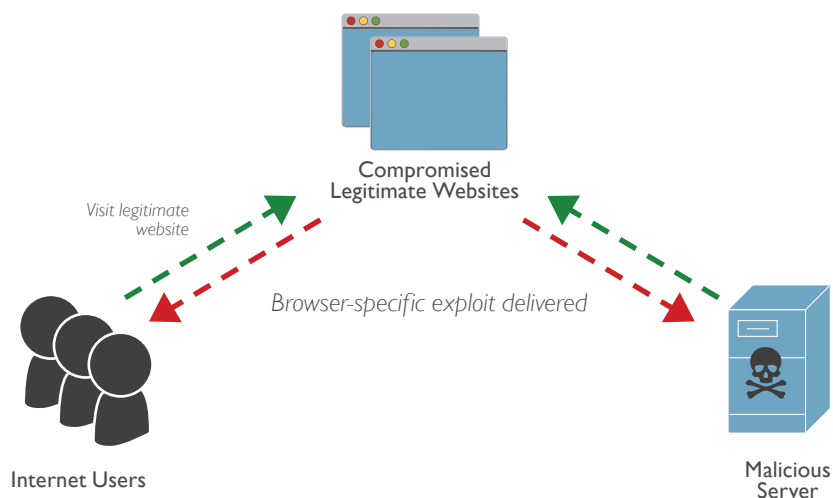 Compromised
Legitimate Websites
Visit legitimate
website
Browser-specific exploit delivered
Internet Users
Malicious
Server